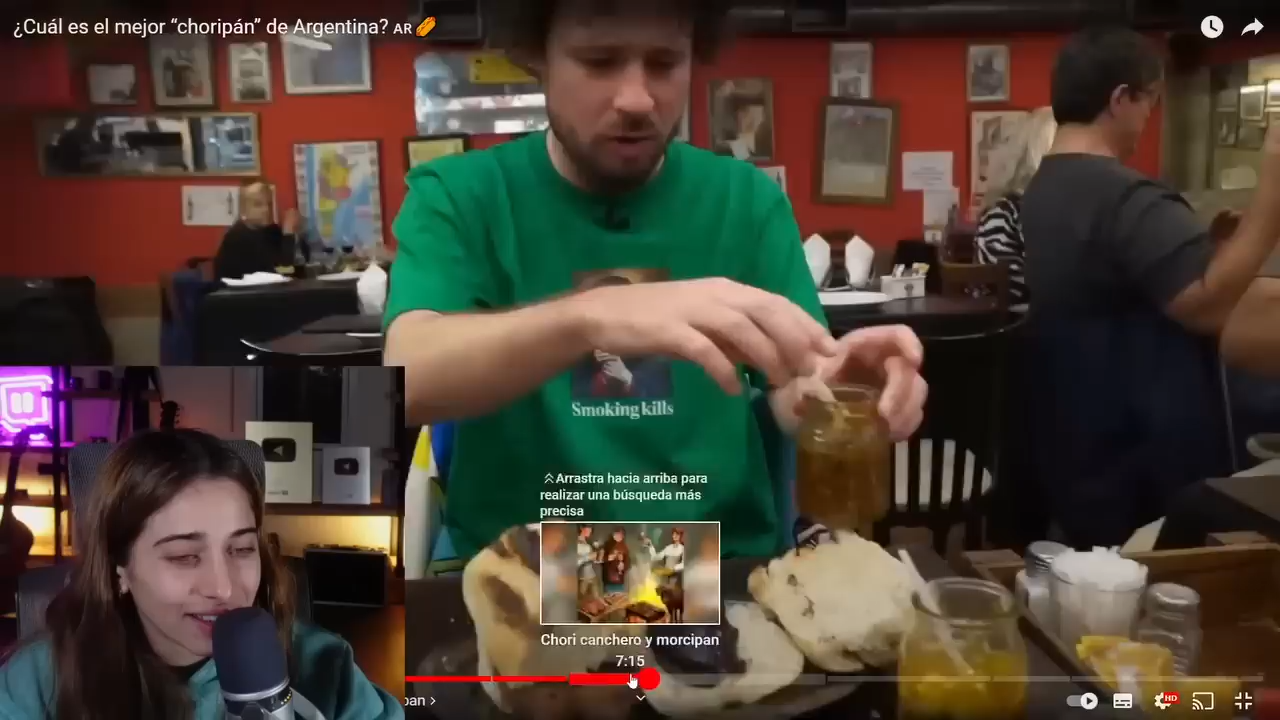 ¿Cuál es el mejor “choripán” de Argentina? AR 🌭
Smoking kills
Arrastra hacia arriba para
realizar una búsqueda más
precisa
Chori canchero y morcipan
7:15
pan >
HD